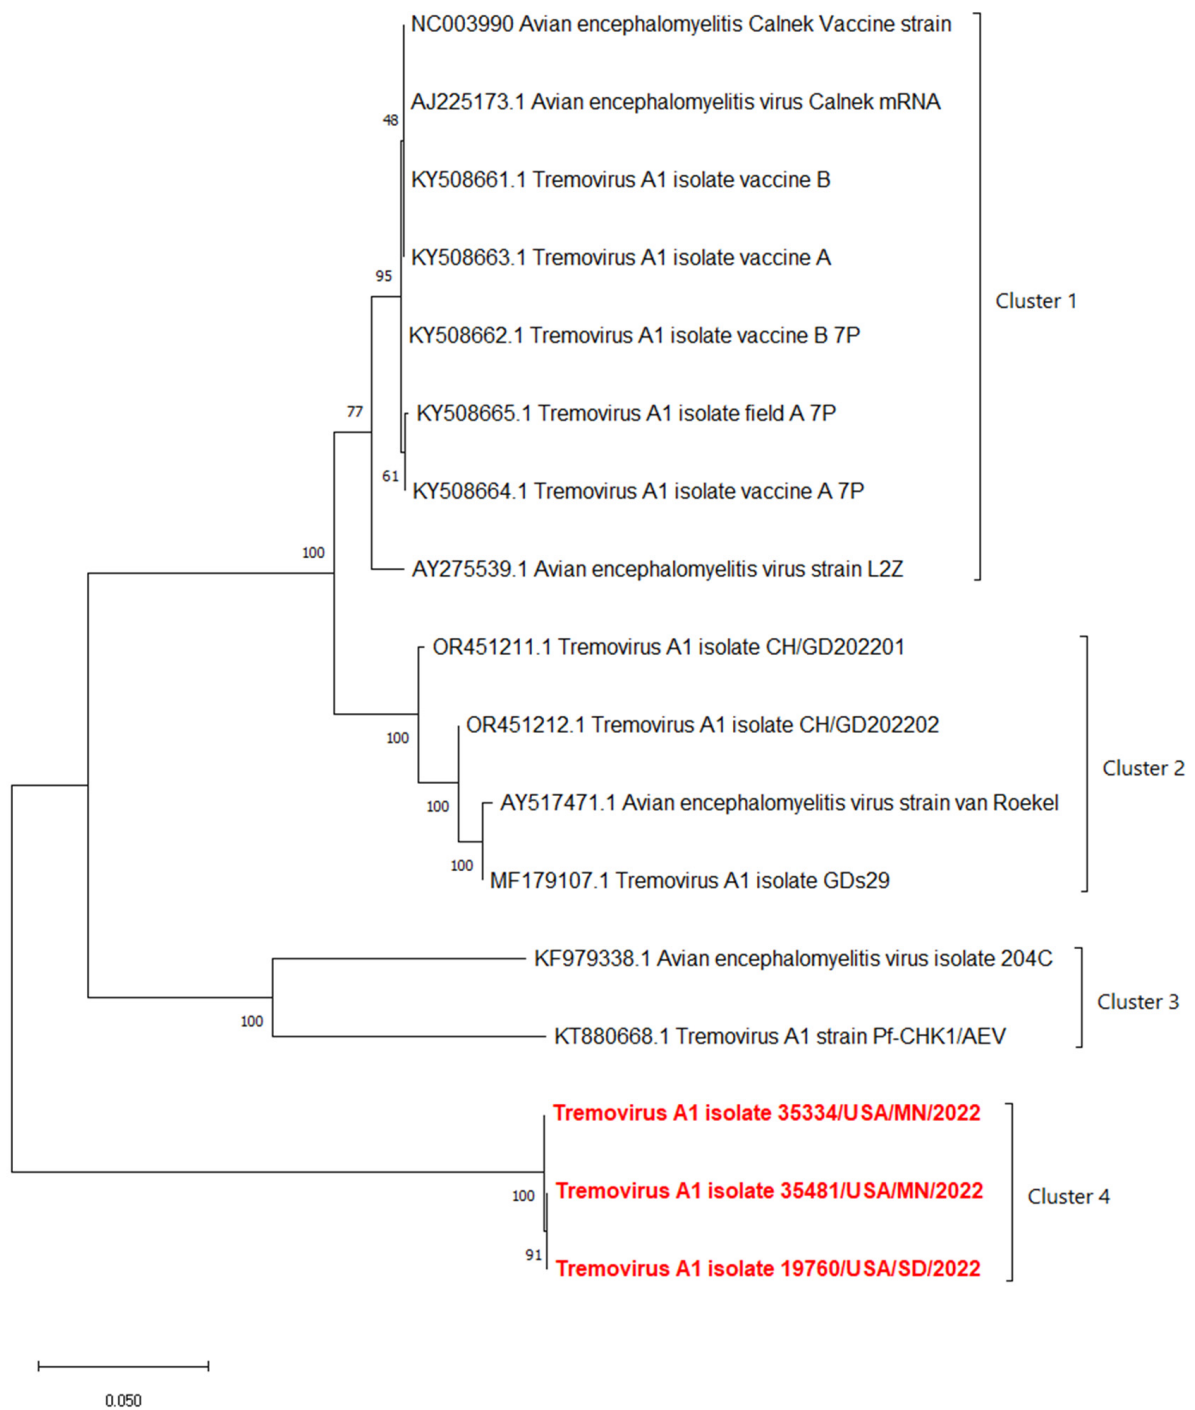 NC003990 Avian encephalomyelitis Calnek Vaccine strain
AJ225173.1 Avian encephalomyelitis virus Calnek mRNA
48
KY508661.1 Tremovirus A1 isolate vaccine B
KY508663.1 Tremovirus A1 isolate vaccine A
95
Cluster 1
KY508662.1 Tremovirus A1 isolate vaccine B 7P
77
KY508665.1 Tremovirus A1 isolate field A 7P
61
KY508664.1 Tremovirus A1 isolate vaccine A 7P
100
AY275539.1 Avian encephalomyelitis virus strain L2Z
OR451211.1 Tremovirus A1 isolate CH/GD202201
OR451212.1 Tremovirus A1 isolate CH/GD202202
100
Cluster 2
100
AY517471.1 Avian encephalomyelitis virus strain van Roekel
100
MF179107.1 Tremovirus A1 isolate GDs29
KF979338.1 Avian encephalomyelitis virus isolate 204C
Cluster 3
100
KT880668.1 Tremovirus A1 strain Pf-CHK1/AEV
Tremovirus A1 isolate 35334/USA/MN/2022
100
Tremovirus A1 isolate 35481/USA/MN/2022
Cluster 4
91
Tremovirus A1 isolate 19760/USA/SD/2022
0.050